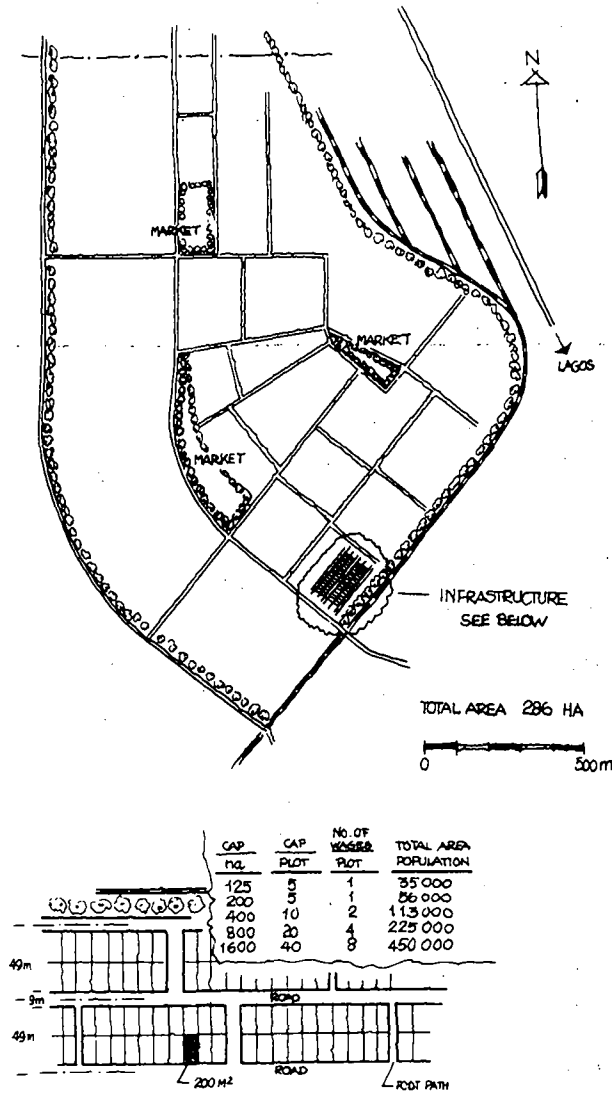 N
MARKET
MARKET
LAGOS
MARKET
INFRASTRUCTURE
SEE BELOW
TOTAL AREA 286 HA
0 500m
CAP CAP NO. OF TOTAL AREA
Ha PLOT WAGES PLOT POPULATION
125 5 1 35 000
200 5 1 56 000
400 10 2 113 000
800 20 4 225 000
1600 40 8 450 000
49m
ROAD
9m
49m
ROAD
200 M²
FOOT PATH